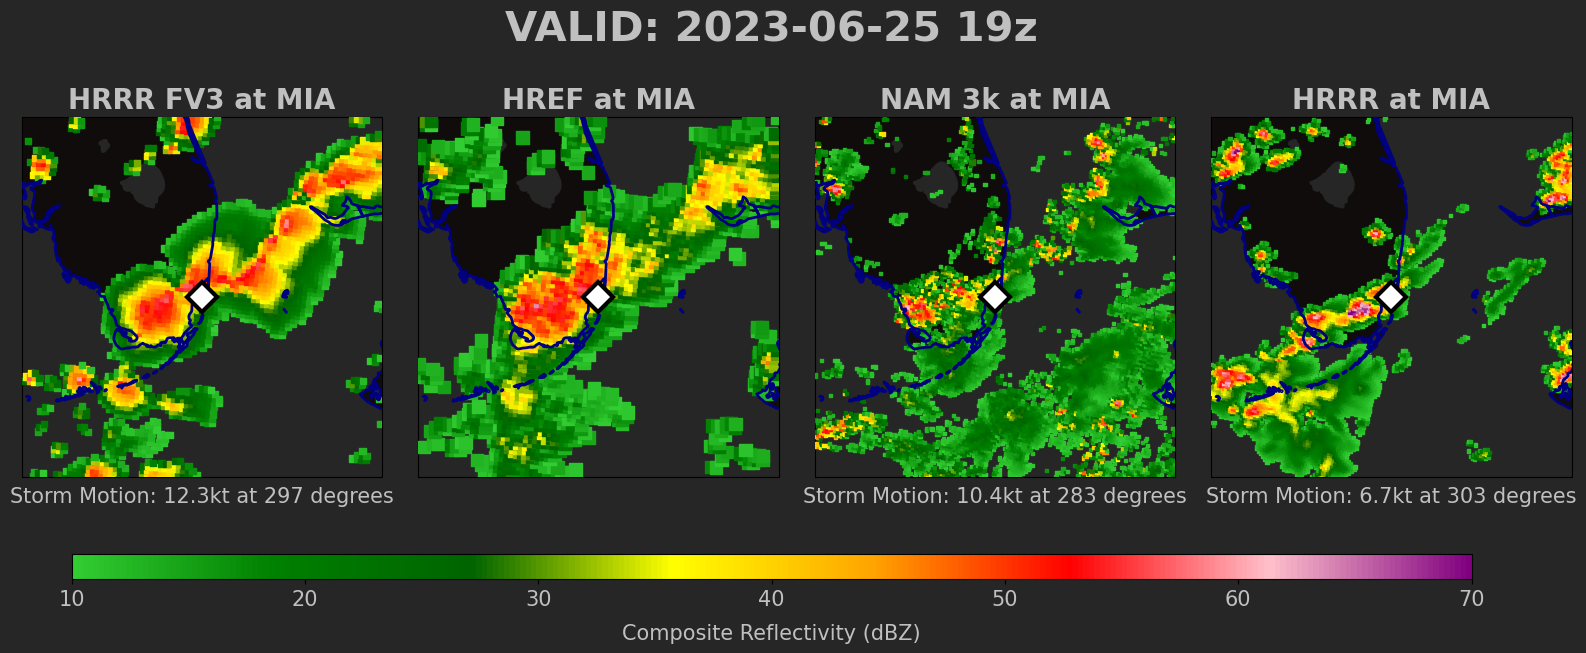 VALID: 2023-06-25 19z
HRRR FV3 at MIA
HREF at MIA
NAM 3k at MIA
HRRR at MIA
Storm Motion: 12.3kt at 297 degrees
Storm Motion: 10.4kt at 283 degrees
Storm Motion: 6.7kt at 303 degrees
10 20 30 40 50 60 70
Composite Reflectivity (dBZ)